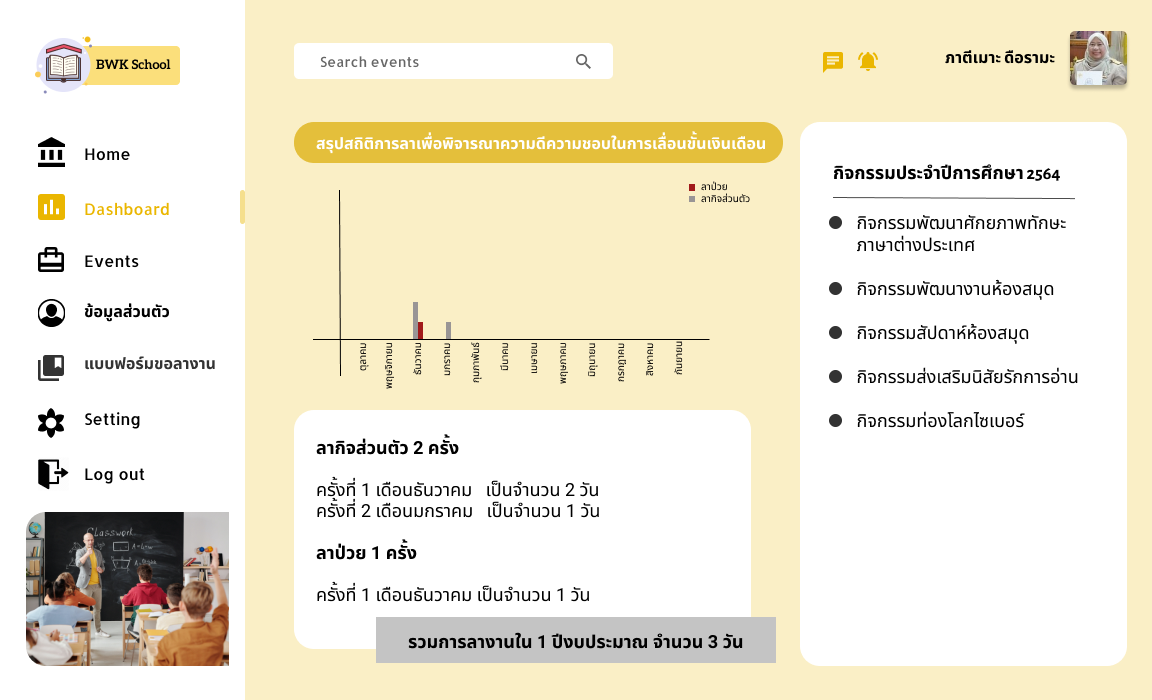 BWK School
Search events
ภาตีเมาะ ดือรามะ
Home
Dashboard
Events
ข้อมูลส่วนตัว
แบบฟอร์มขอลางาน
Setting
Log out
Classwork
สรุปสถิติการลาเพื่อพิจารณาความดีความชอบในการเลื่อนขั้นเงินเดือน
ลาป่วย
ลากิจส่วนตัว
ตุลาคม
พฤศจิกายน
ธันวาคม
มกราคม
กุมภาพันธ์
มีนาคม
เมษายน
พฤษภาคม
มิถุนายน
กรกฎาคม
สิงหาคม
กันยายน
ลากิจส่วนตัว 2 ครั้ง
ครั้งที่ 1 เดือนธันวาคม เป็นจำนวน 2 วัน
ครั้งที่ 2 เดือนมกราคม เป็นจำนวน 1 วัน
ลาป่วย 1 ครั้ง
ครั้งที่ 1 เดือนธันวาคม เป็นจำนวน 1 วัน
รวมการลางานใน 1 ปีงบประมาณ จำนวน 3 วัน
กิจกรรมประจำปีการศึกษา 2564
กิจกรรมพัฒนาศักยภาพทักษะ
ภาษาต่างประเทศ
กิจกรรมพัฒนางานห้องสมุด
กิจกรรมสัปดาห์ห้องสมุด
กิจกรรมส่งเสริมนิสัยรักการอ่าน
กิจกรรมท่องโลกไซเบอร์